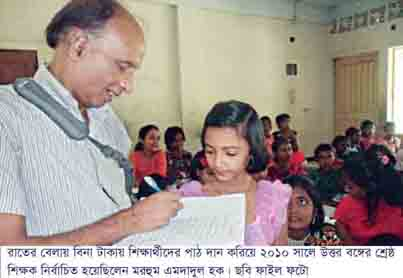 রাতের বেলায় বিনা টাকায় শিক্ষার্থীদের পাঠ দান করিয়ে ২০১০ সালে উত্তর বঙ্গের শ্রেষ্ঠ
শিক্ষক নির্বাচিত হয়েছিলেন মরহুম এমদাদুল হক । ছবি ফাইল ফটো